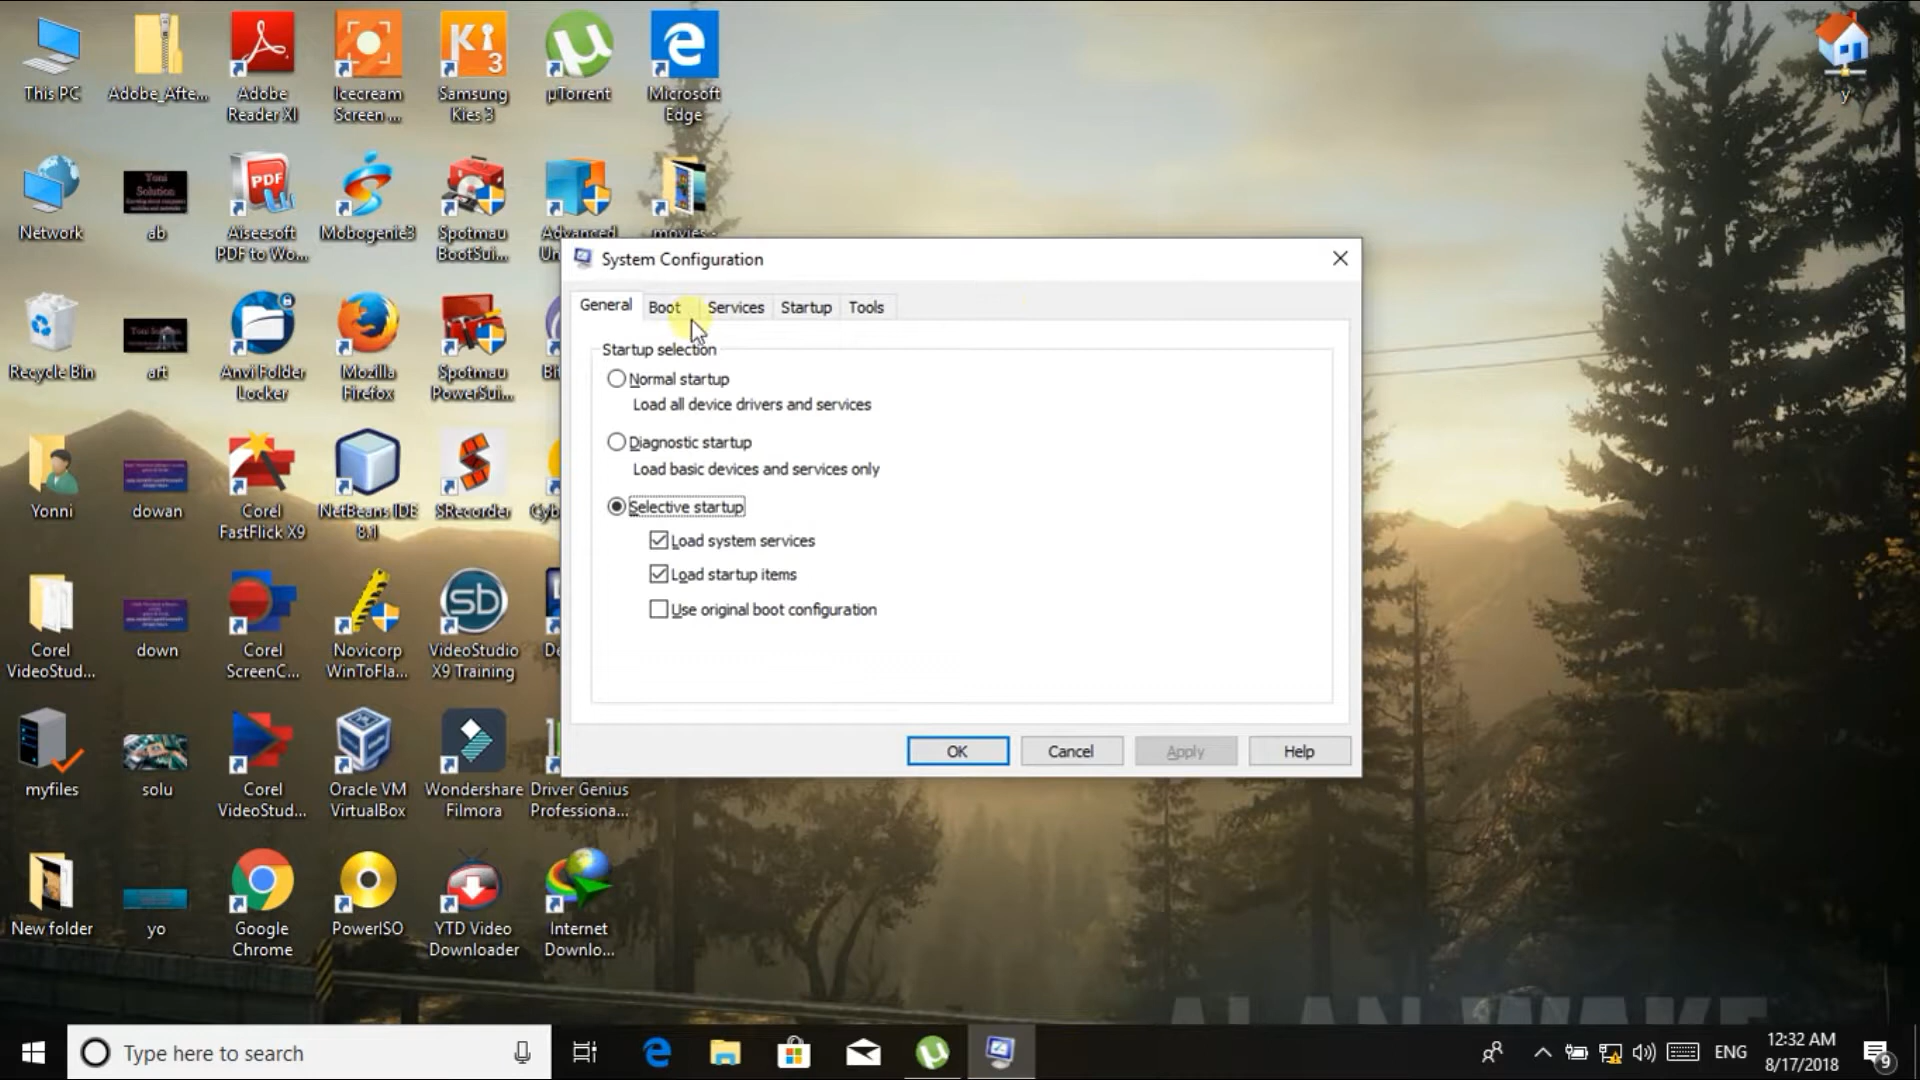 This PC
Adobe_Afte...
Adobe
Reader XI
Icecream
Screen ...
Samsung
Kies 3
µTorrent
Microsoft
Edge
y
Network
ab
Aiseesoft
PDF to Wo...
Mobogenie3
Spotmau
BootSui...
Advanced
Un
movies -
System Configuration
General
Boot
Services
Startup
Tools
Startup selection
Normal startup
Load all device drivers and services
Diagnostic startup
Load basic devices and services only
Selective startup
Load system services
Load startup items
Use original boot configuration
OK
Cancel
Apply
Help
Recycle Bin
art
Anvi Folder
Locker
Mozilla
Firefox
Spotmau
PowerSui...
Bi
Yonni
dowan
Corel
FastFlick X9
NetBeans IDE
8.1
SRecorder
Cyb
Corel
VideoStud...
down
Corel
ScreenC...
Novicorp
WinToFla...
VideoStudio
X9 Training
De
myfiles
solu
Corel
VideoStud...
Oracle VM
VirtualBox
Wondershare
Filmora
Driver Genius
Professiona...
New folder
yo
Google
Chrome
PowerISO
YTD Video
Downloader
Internet
Downlo...
ALAN WAKE
Type here to search
ENG
12:32 AM
8/17/2018
9